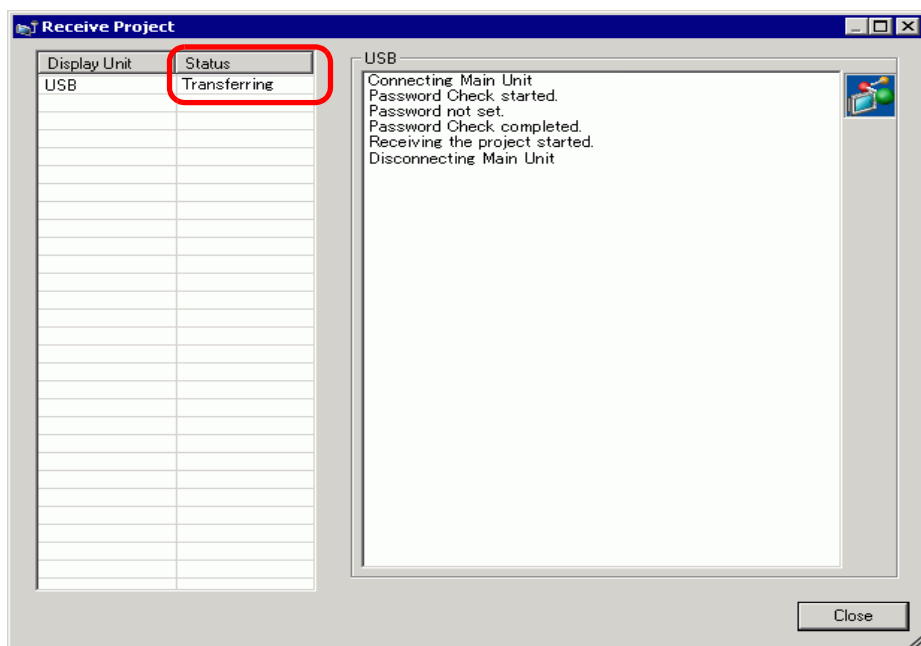 Receive Project
Display Unit Status
USB Transferring
USB
Connecting Main Unit
Password Check started.
Password not set.
Password Check completed.
Receiving the project started.
Disconnecting Main Unit
Close